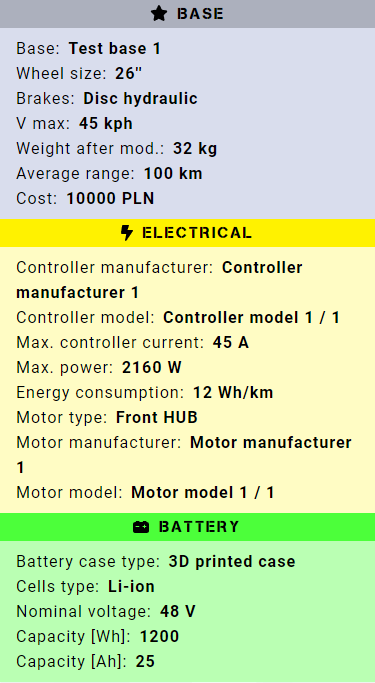 BASE
Base: Test base 1
Wheel size: 26"
Brakes: Disc hydraulic
V max: 45 kph
Weight after mod.: 32 kg
Average range: 100 km
Cost: 10000 PLN
ELECTRICAL
Controller manufacturer: Controller
manufacturer 1
Controller model: Controller model 1 / 1
Max. controller current: 45 A
Max. power: 2160 W
Energy consumption: 12 Wh/km
Motor type: Front HUB
Motor manufacturer: Motor manufacturer
1
Motor model: Motor model 1 / 1
BATTERY
Battery case type: 3D printed case
Cells type: Li-ion
Nominal voltage: 48 V
Capacity [Wh]: 1200
Capacity [Ah]: 25